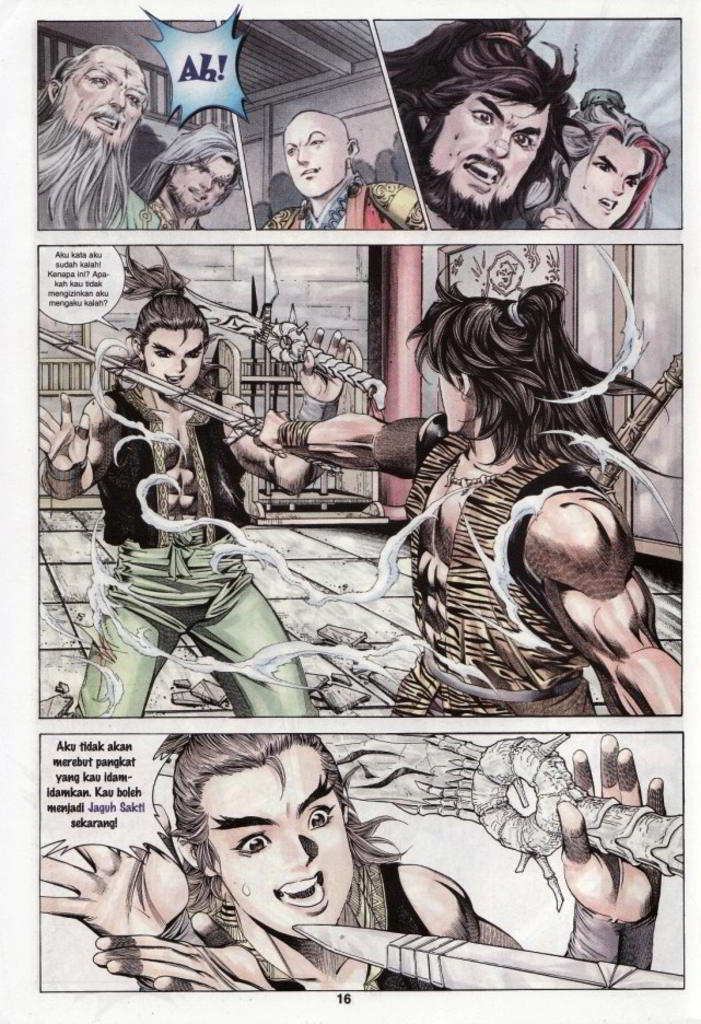 Ah!
Aku kata aku
sudah kalah!
Kenapa ini? Apa-
kah kau tidak
mengizinkan aku
mengaku kalah?
Aku tidak akan
merebut pangkat
yang kau idam-
idamkan. Kau boleh
menjadi Jaguh Sakti
sekarang!
16